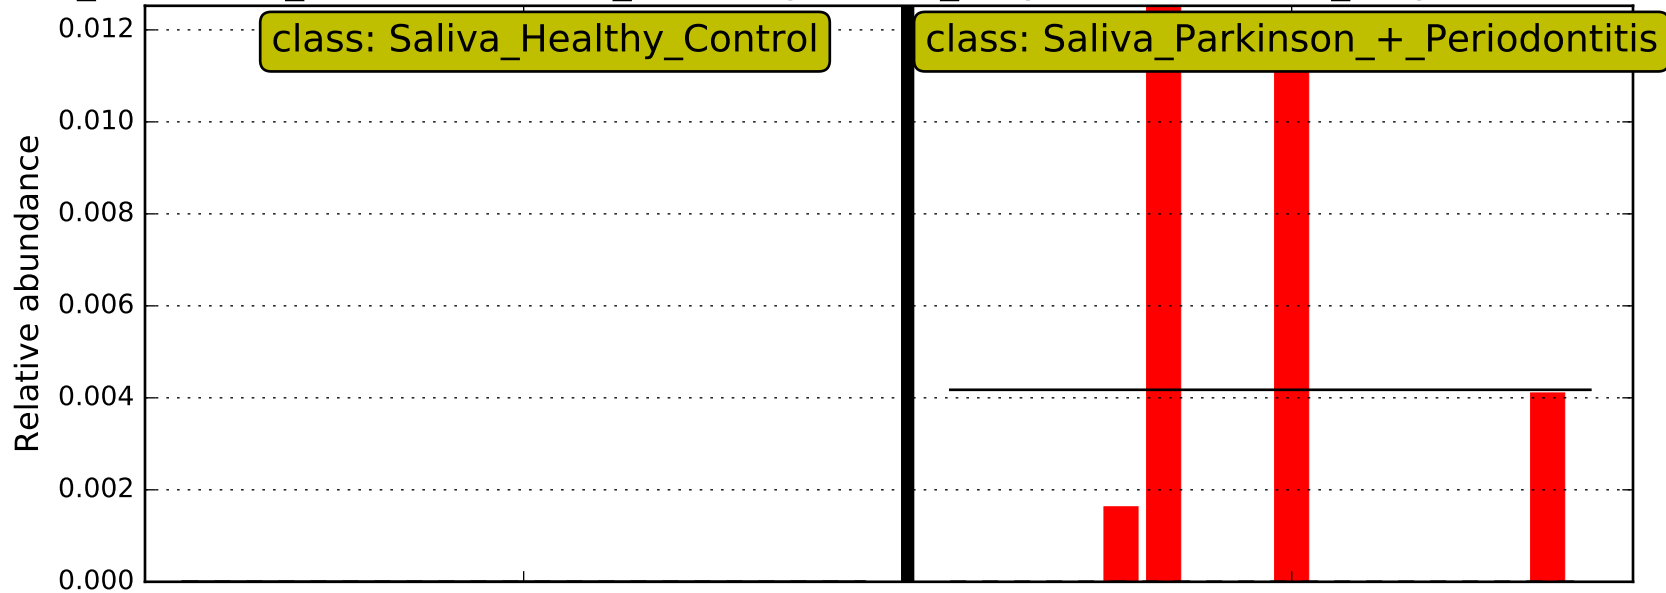 class: Saliva_Healthy_Control
class: Saliva_Parkinson_+_Periodontitis
Relative abundance
0.012
0.010
0.008
0.006
0.004
0.002
0.000